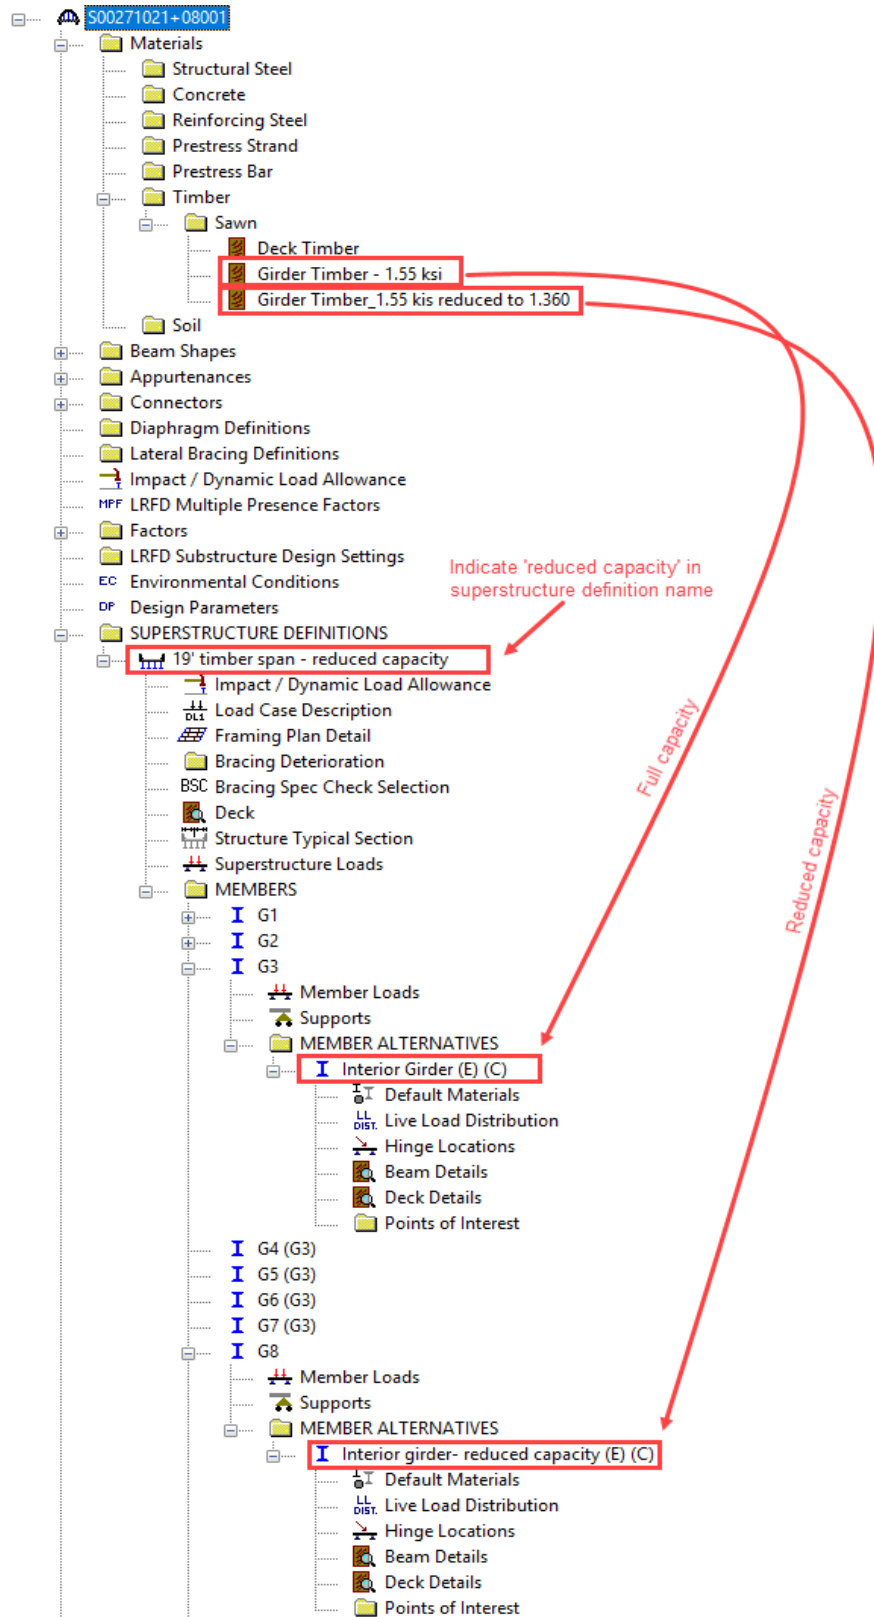 S00271021+08001
Materials
Structural Steel
Concrete
Reinforcing Steel
Prestress Strand
Prestress Bar
Timber
Sawn
Deck Timber
Girder Timber - 1.55 ksi
Girder Timber_1.55 kis reduced to 1.360
Soil
Beam Shapes
Appurtenances
Connectors
Diaphragm Definitions
Lateral Bracing Definitions
Impact / Dynamic Load Allowance
MPF LRFD Multiple Presence Factors
Factors
LRFD Substructure Design Settings
EC Environmental Conditions
DP Design Parameters
Indicate 'reduced capacity' in
superstructure definition name
SUPERSTRUCTURE DEFINITIONS
19' timber span - reduced capacity
Impact / Dynamic Load Allowance
DL1 Load Case Description
Framing Plan Detail
Bracing Deterioration
BSC Bracing Spec Check Selection
Deck
Structure Typical Section
Superstructure Loads
Full capacity
Reduced capacity
MEMBERS
G1
G2
G3
Member Loads
Supports
MEMBER ALTERNATIVES
Interior Girder (E) (C)
Default Materials
LL DIST. Live Load Distribution
Hinge Locations
Beam Details
Deck Details
Points of Interest
G4 (G3)
G5 (G3)
G6 (G3)
G7 (G3)
G8
Member Loads
Supports
MEMBER ALTERNATIVES
Interior girder- reduced capacity (E) (C)
Default Materials
LL DIST. Live Load Distribution
Hinge Locations
Beam Details
Deck Details
Points of Interest